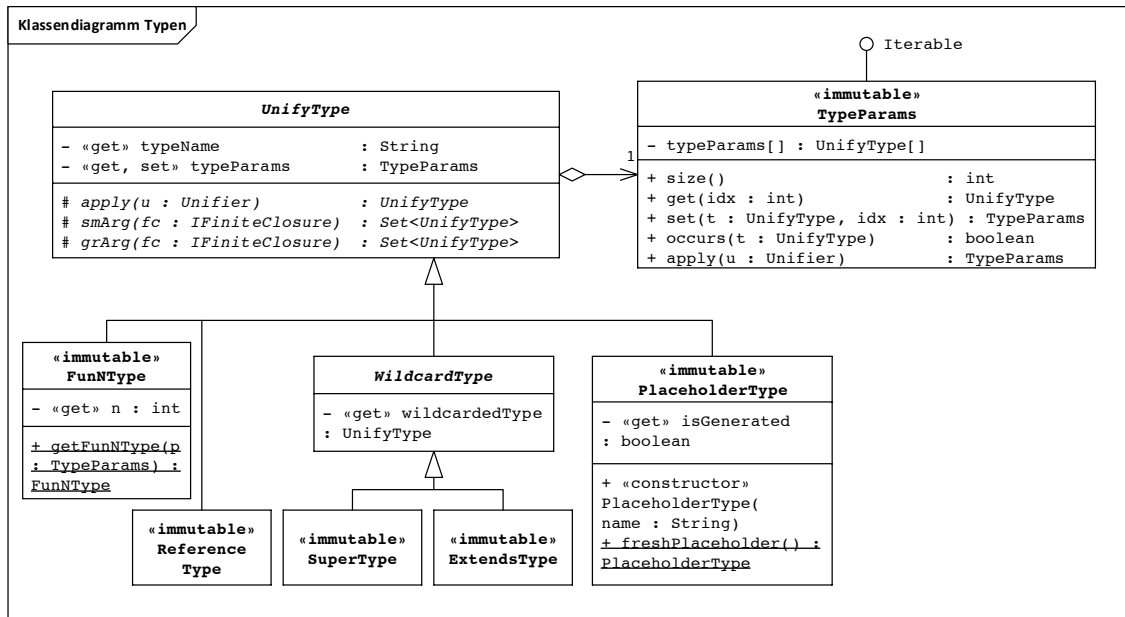 Klassendiagramm Typen
Iterable
UnifyType
- «get» typeName : String
- «get, set» typeParams : TypeParams
# apply(u : Unifier) : UnifyType
# smArg(fc : IFiniteClosure) : Set<UnifyType>
# grArg(fc : IFiniteClosure) : Set<UnifyType>
1
«immutable»
TypeParams
- typeParams[] : UnifyType[]
+ size() : int
+ get(idx : int) : UnifyType
+ set(t : UnifyType, idx : int) : TypeParams
+ occurs(t : UnifyType) : boolean
+ apply(u : Unifier) : TypeParams
«immutable»
FunNType
- «get» n : int
+ getFunNType(p
: TypeParams) :
FunNType
WildcardType
- «get» wildcardedType
: UnifyType
«immutable»
PlaceholderType
- «get» isGenerated
: boolean
+ «constructor»
PlaceholderType(
name : String)
+ freshPlaceholder() :
PlaceholderType
«immutable»
Reference
Type
«immutable»
SuperType
«immutable»
ExtendsType